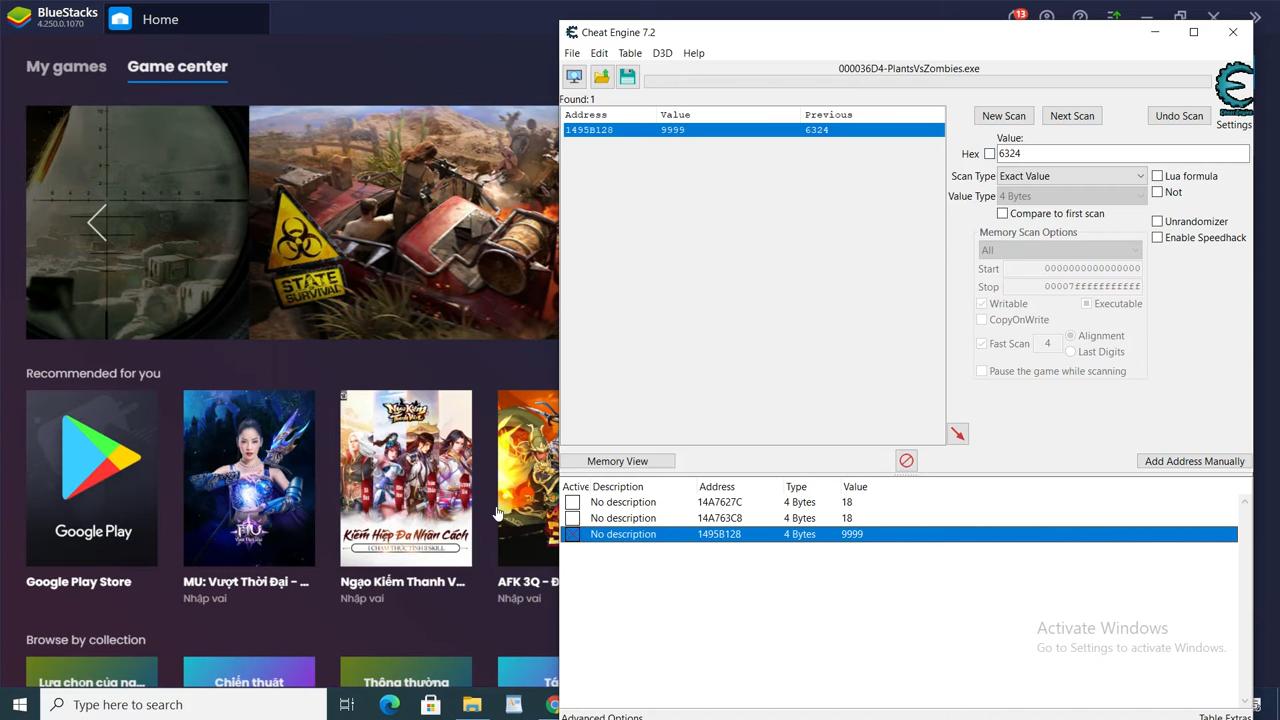 BlueStacks
4.250.0.1070
Home
13
My games
Game center
STATE
SURVIVAL
Recommended for you
Google Play
Google Play Store
MU: Vượt Thời Đại - ...
Nhập vai
Kiếm Hiệp Đa Nhân Cách
Ngạo Kiếm Thanh V...
Nhập vai
AFK 3Q - Đ
Nhập vai
Browse by collection
Lựa chọn của na...
Chiến thuật
Thông thường
Cheat Engine 7.2
File Edit Table D3D Help
000036D4-PlantsVsZombies.exe
Found: 1
Address Value Previous
1495B128 9999 6324
New Scan Next Scan Undo Scan
Settings
Value:
Hex 6324
Scan Type Exact Value
Lua formula
Value Type 4 Bytes
Not
Compare to first scan
Memory Scan Options
All
Unrandomizer
Enable Speedhack
Start 0000000000000000
Stop 00007fffffffffff
Writable Executable
CopyOnWrite
Fast Scan 4 Alignment
Last Digits
Pause the game while scanning
Memory View
Add Address Manually
Active Description Address Type Value
No description 14A7627C 4 Bytes 18
No description 14A763C8 4 Bytes 18
No description 1495B128 4 Bytes 9999
Activate Windows
Go to Settings to activate Windows.
Advanced Options
Table Extras
Type here to search